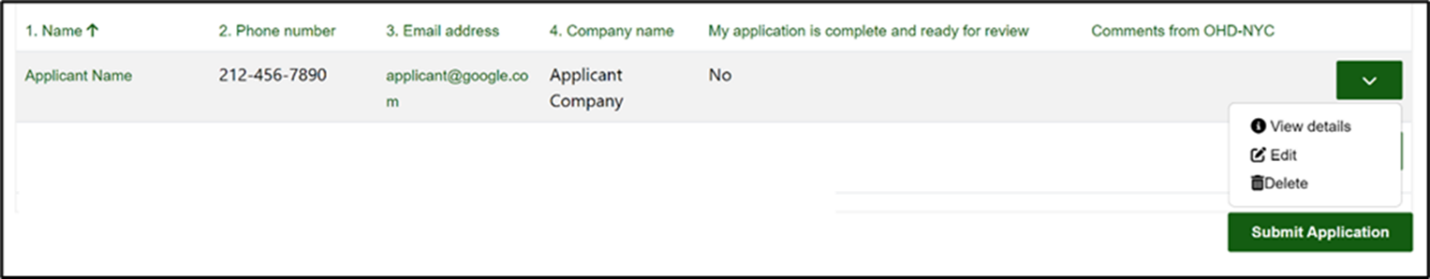 1. Name 2. Phone number 3. Email address 4. Company name My application is complete and ready for review Comments from OHD-NYC
Applicant Name 212-456-7890 applicant@google.co Applicant No
m Company
View details
Edit
Delete
Submit Application